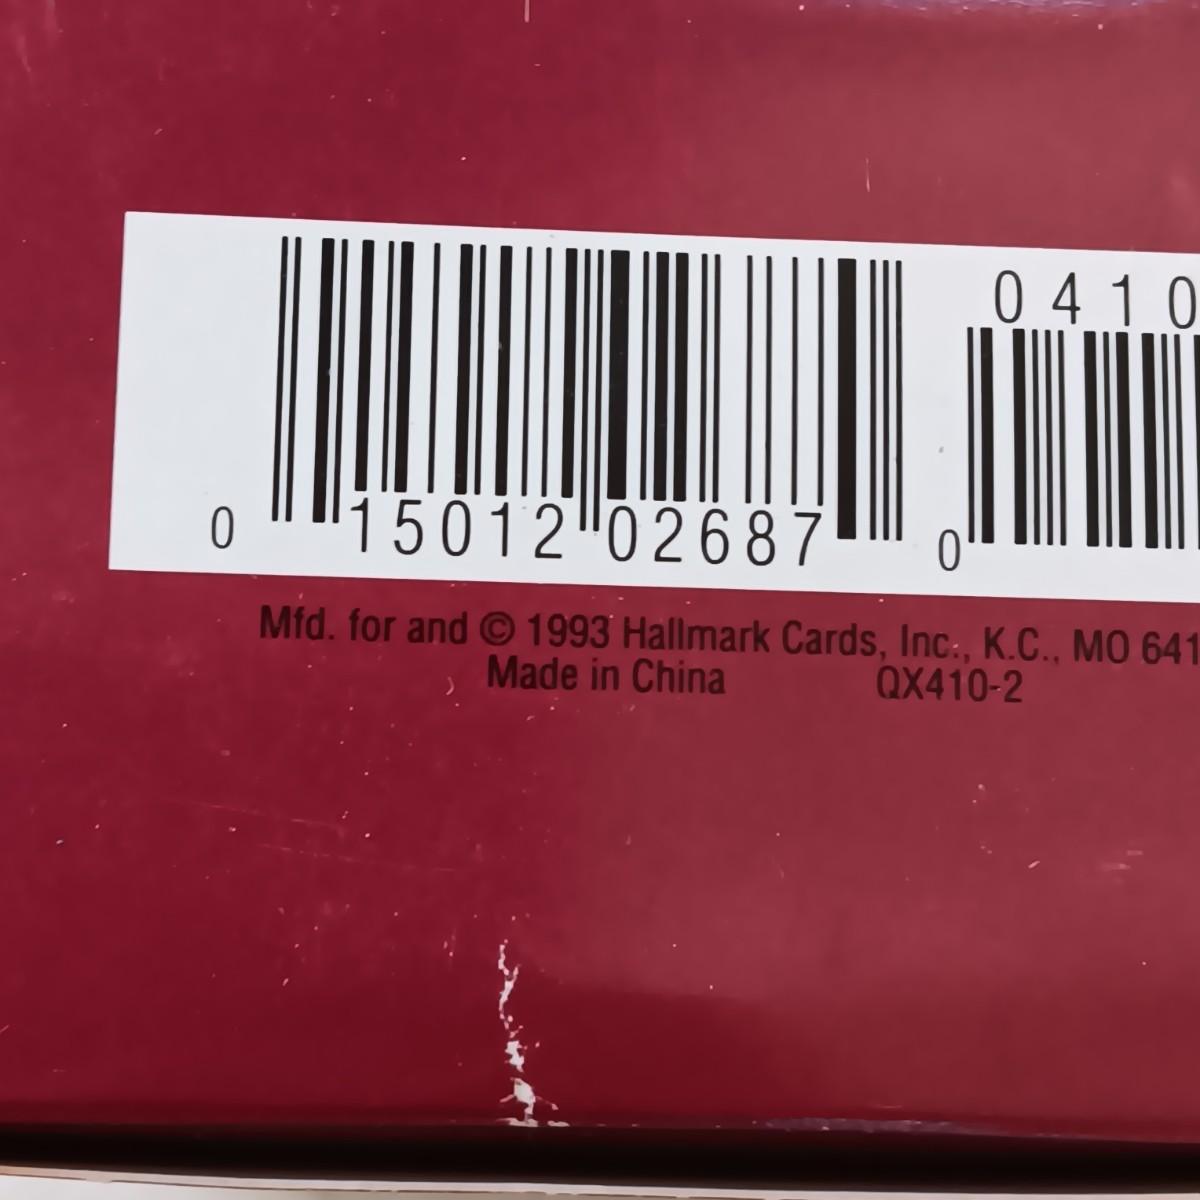 0410
0 15012 02687 0
Mfd. for and © 1993 Hallmark Cards, Inc., K.C., MO 641
Made in China QX410-2